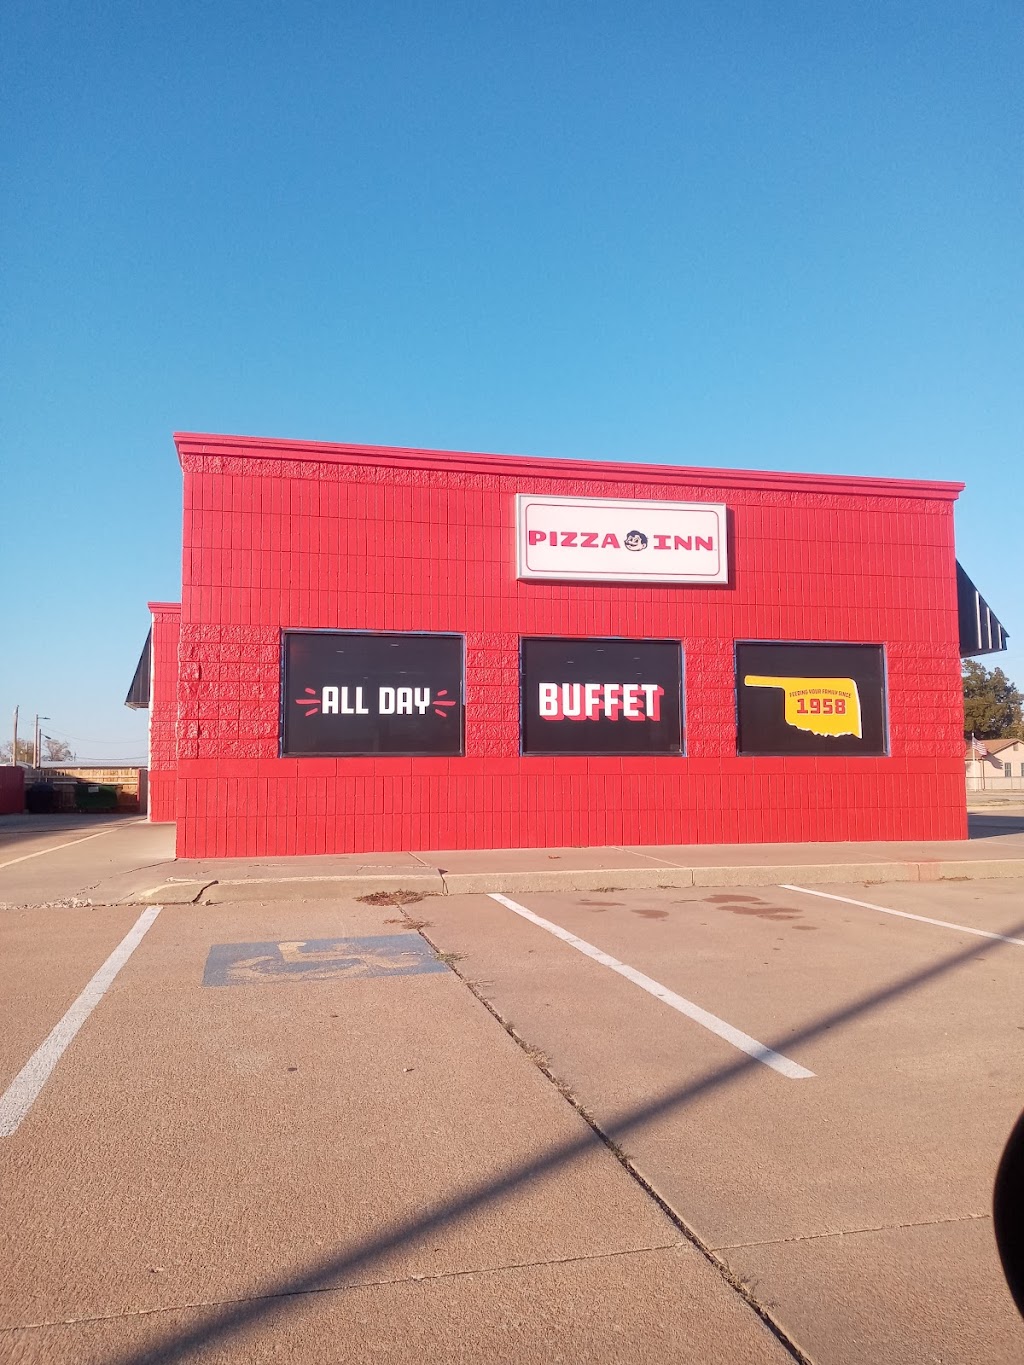 PIZZA INN
ALL DAY
BUFFET
FEEDING YOUR FAMILY SINCE
1958